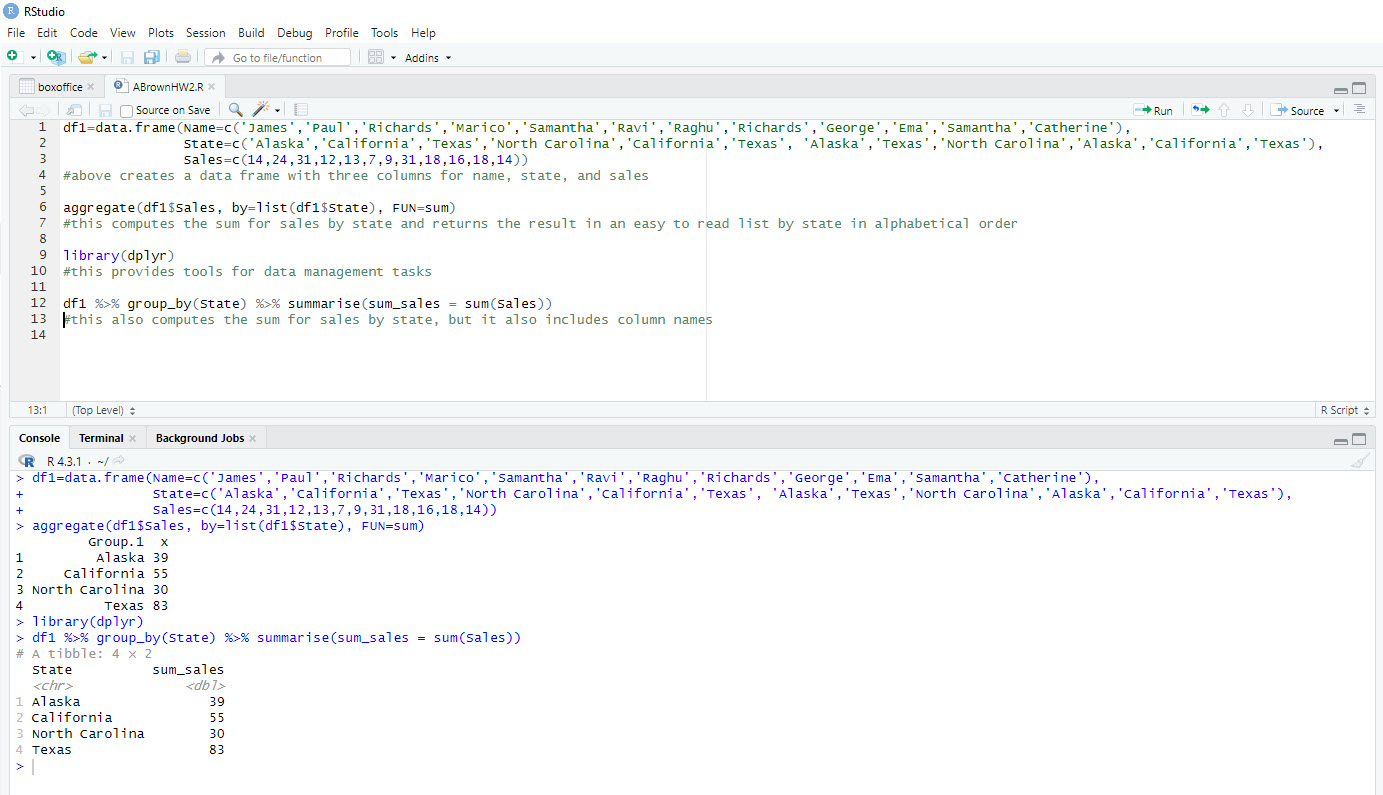 RStudio
File Edit Code View Plots Session Build Debug Profile Tools Help
Go to file/function Addins
boxoffice ABrownHW2.R
Source on Save Run Source
1 df1=data.frame(Name=c('James','Paul','Richards','Marico','Samantha','Ravi','Raghu','Richards','George','Ema','Samantha','Catherine'),
2 State=c('Alaska','California','Texas','North Carolina','California','Texas', 'Alaska','Texas','North Carolina','Alaska','California','Texas'),
3 Sales=c(14,24,31,12,13,7,9,31,18,16,18,14))
4 #above creates a data frame with three columns for name, state, and sales
5
6 aggregate(df1$Sales, by=list(df1$State), FUN=sum)
7 #this computes the sum for sales by state and returns the result in an easy to read list by state in alphabetical order
8
9 library(dplyr)
10 #this provides tools for data management tasks
11
12 df1 %>% group_by(State) %>% summarise(sum_sales = sum(Sales))
13 #this also computes the sum for sales by state, but it also includes column names
14
13:1 (Top Level) R Script
Console Terminal Background Jobs
R R 4.3.1 · ~/
> df1=data.frame(Name=c('James','Paul','Richards','Marico','Samantha','Ravi','Raghu','Richards','George','Ema','Samantha','Catherine'),
+ State=c('Alaska','California','Texas','North Carolina','California','Texas', 'Alaska','Texas','North Carolina','Alaska','California','Texas'),
+ Sales=c(14,24,31,12,13,7,9,31,18,16,18,14))
> aggregate(df1$Sales, by=list(df1$State), FUN=sum)
Group.1 x
1 Alaska 39
2 California 55
3 North Carolina 30
4 Texas 83
> library(dplyr)
> df1 %>% group_by(State) %>% summarise(sum_sales = sum(Sales))
# A tibble: 4 × 2
State sum_sales
<chr> <dbl>
1 Alaska 39
2 California 55
3 North Carolina 30
4 Texas 83
>